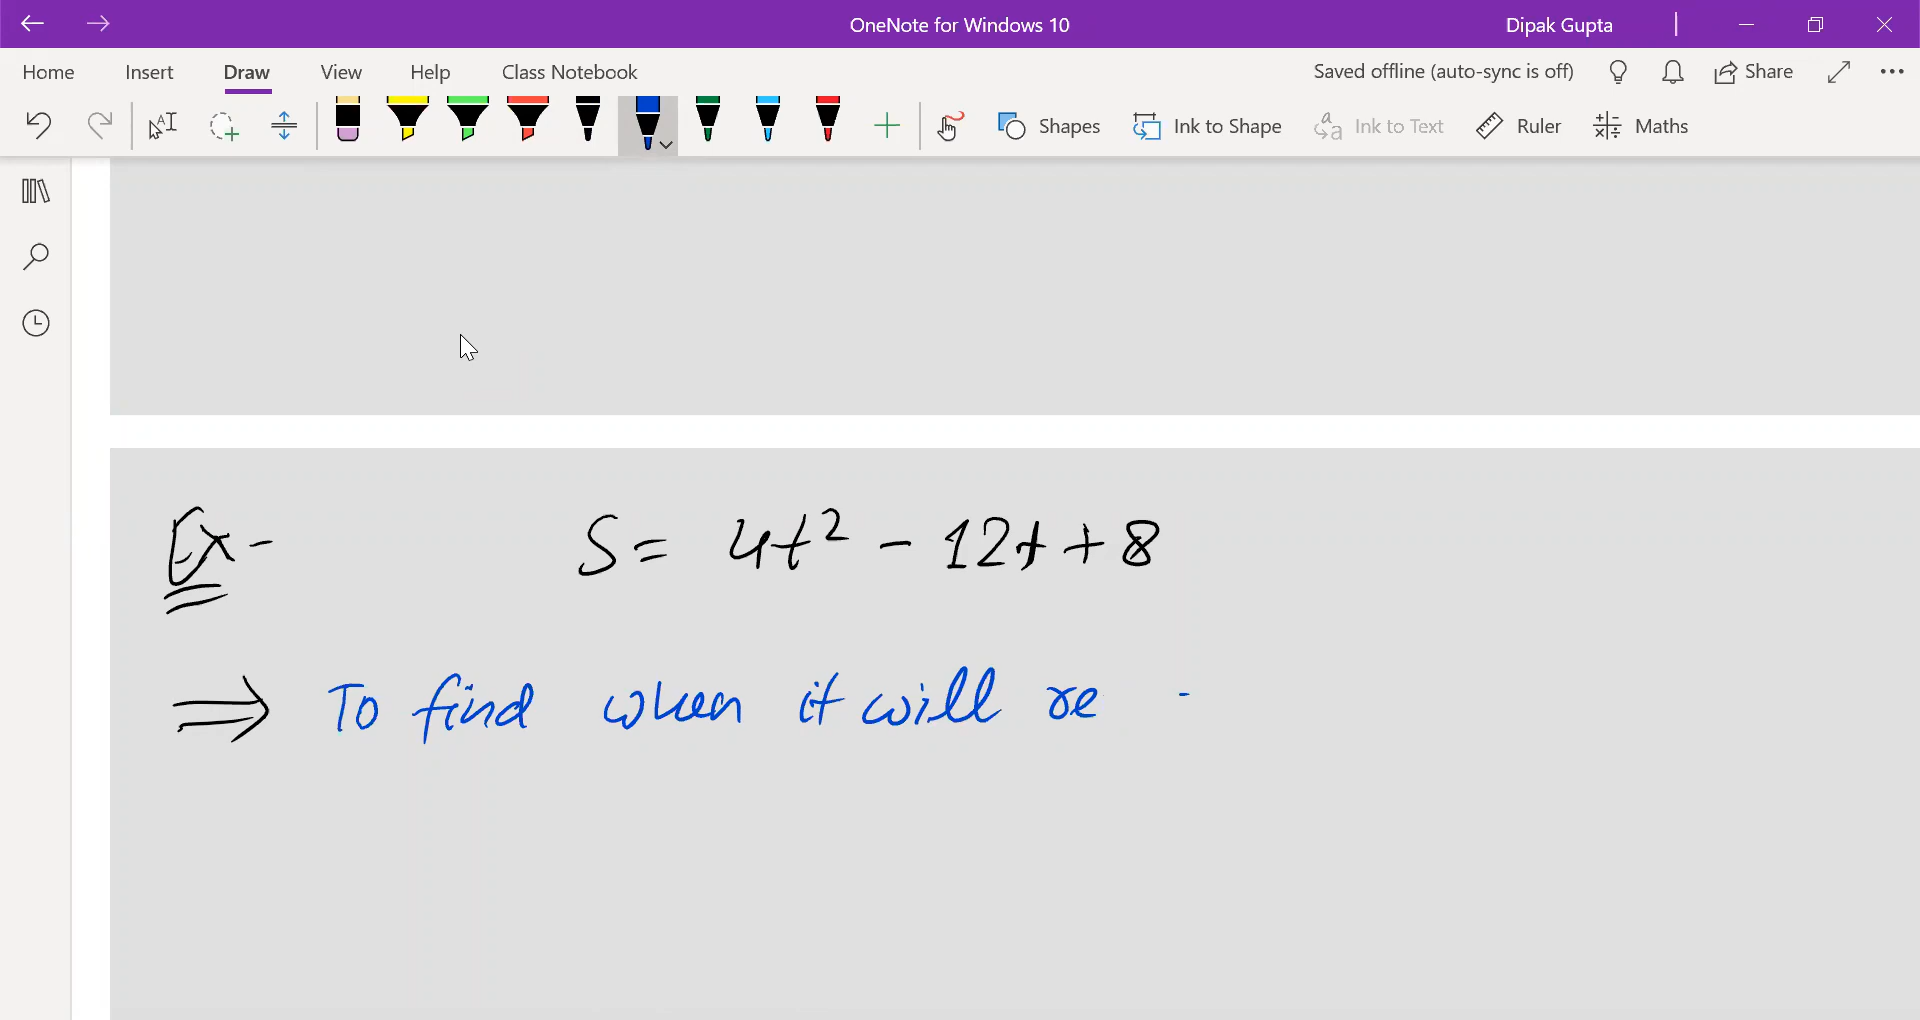 OneNote for Windows 10
Dipak Gupta
Home Insert Draw View Help Class Notebook
Saved offline (auto-sync is off) Share
Shapes Ink to Shape Ink to Text Ruler Maths
Ex- S = 4t² - 12t + 8
⇒ To find when it will re -